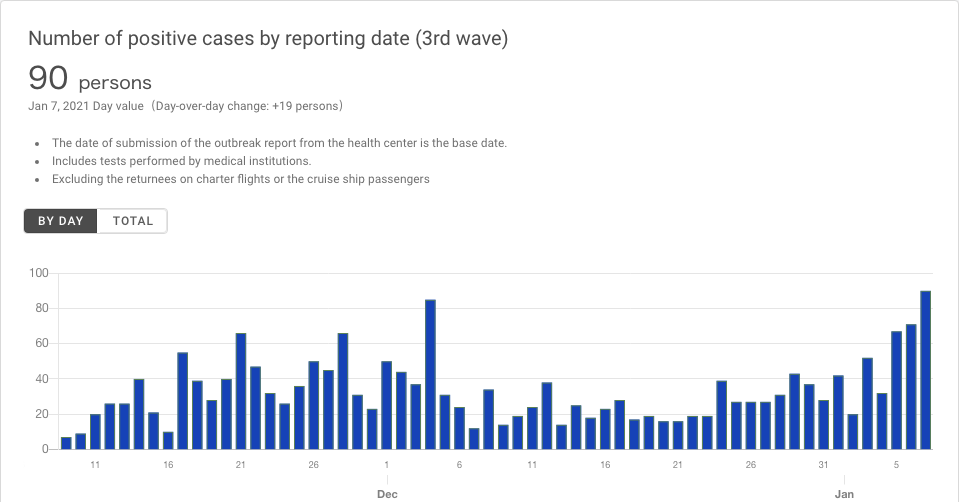 Number of positive cases by reporting date (3rd wave)
90 persons
Jan 7, 2021 Day value（Day-over-day change: +19 persons）
• The date of submission of the outbreak report from the health center is the base date.
• Includes tests performed by medical institutions.
• Excluding the returnees on charter flights or the cruise ship passengers
BY DAY TOTAL
100
80
60
40
20
0
11 16 21 26 1 6 11 16 21 26 31 5
Dec Jan